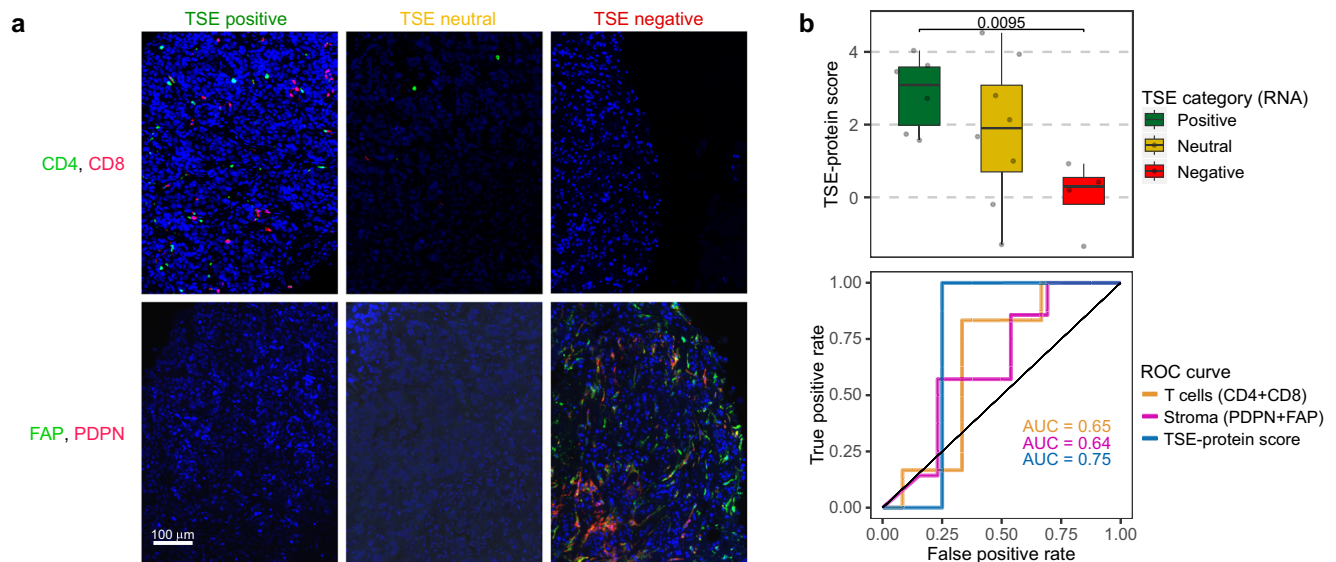 a
TSE positive
TSE neutral
TSE negative
CD4, CD8
FAP, PDPN
100 μm
b
0.0095
TSE-protein score
4
2
0
TSE category (RNA)
Positive
Neutral
Negative
True positive rate
1.00
0.75
0.50
0.25
0.00
AUC = 0.65
AUC = 0.64
AUC = 0.75
0.00 0.25 0.50 0.75 1.00
False positive rate
ROC curve
T cells (CD4+CD8)
Stroma (PDPN+FAP)
TSE-protein score